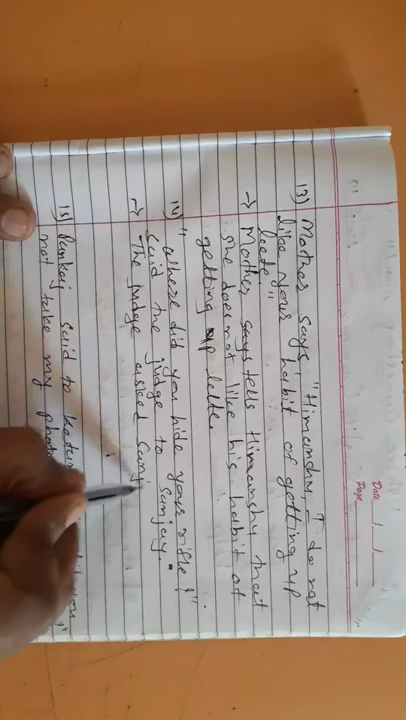 Date / /
Page
13) Mother says, "Himanshu, I do not
like your habit of getting up
late"
→ Mother says tells Himanshu that
she does not like his habit of
getting up late.
14) "Where did you hide your rifle?"
said the judge to Sanjay.
→ The judge asked Sanj
15) Pankaj said to
not take my photo